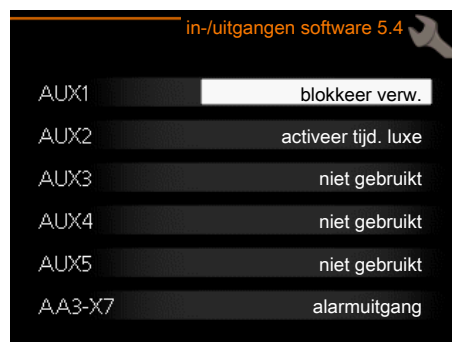 in-/uitgangen software 5.4
AUX1 blokkeer verw.
AUX2 activeer tijd. luxe
AUX3 niet gebruikt
AUX4 niet gebruikt
AUX5 niet gebruikt
AA3-X7 alarmuitgang